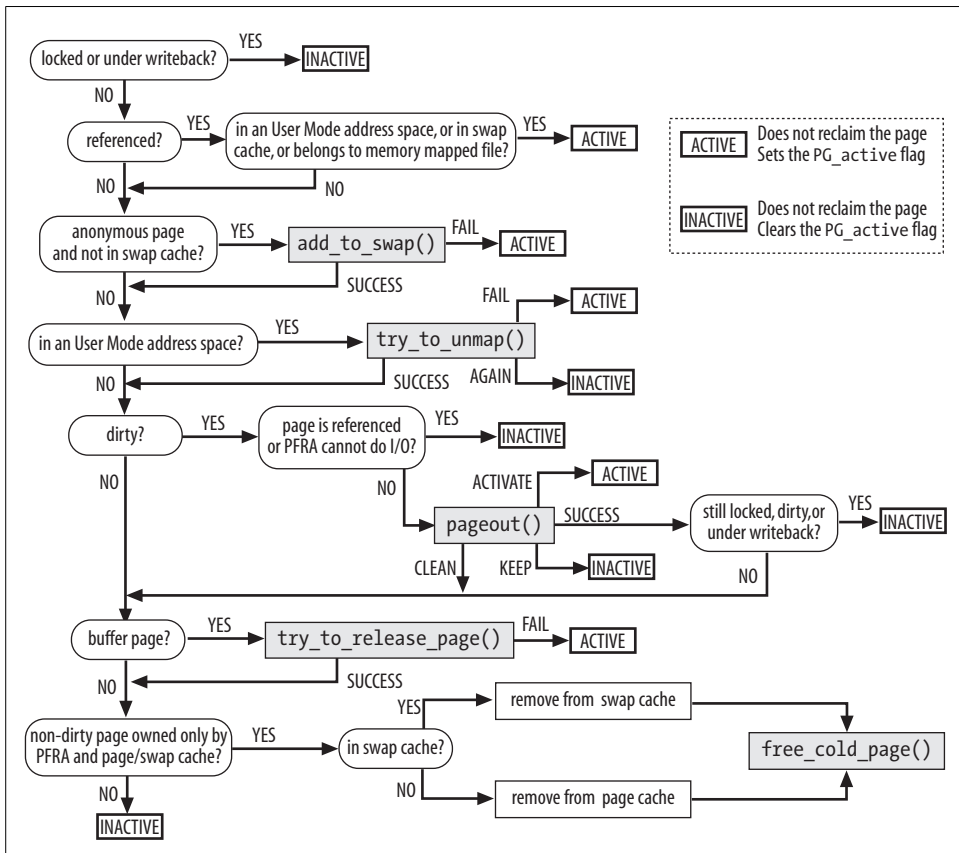 locked or under writeback?
YES
INACTIVE
NO
referenced?
YES
in an User Mode address space, or in swap
cache, or belongs to memory mapped file?
YES
ACTIVE
NO
NO
ACTIVE
Does not reclaim the page
Sets the PG_active flag
INACTIVE
Does not reclaim the page
Clears the PG_active flag
anonymous page
and not in swap cache?
YES
add_to_swap()
FAIL
ACTIVE
SUCCESS
NO
in an User Mode address space?
YES
try_to_unmap()
FAIL
ACTIVE
AGAIN
INACTIVE
SUCCESS
NO
dirty?
YES
page is referenced
or PFRA cannot do I/O?
YES
INACTIVE
NO
NO
pageout()
ACTIVATE
ACTIVE
SUCCESS
still locked, dirty, or
under writeback?
YES
INACTIVE
CLEAN
KEEP
INACTIVE
NO
buffer page?
YES
try_to_release_page()
FAIL
ACTIVE
SUCCESS
NO
non-dirty page owned only by
PFRA and page/swap cache?
YES
in swap cache?
YES
remove from swap cache
free_cold_page()
NO
remove from page cache
NO
INACTIVE